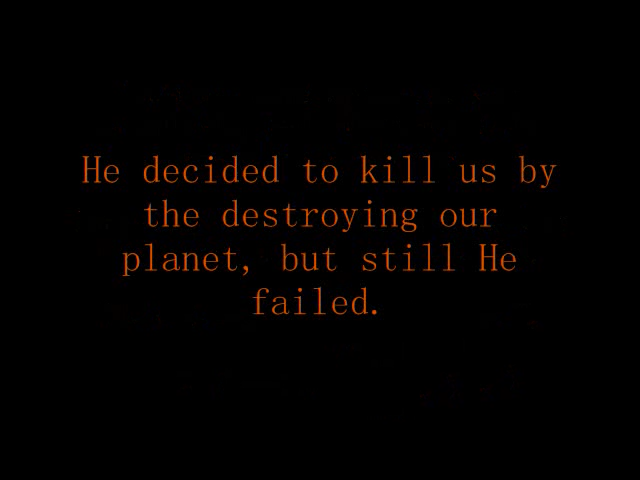 He decided to kill us by
the destroying our
planet, but still He
failed.